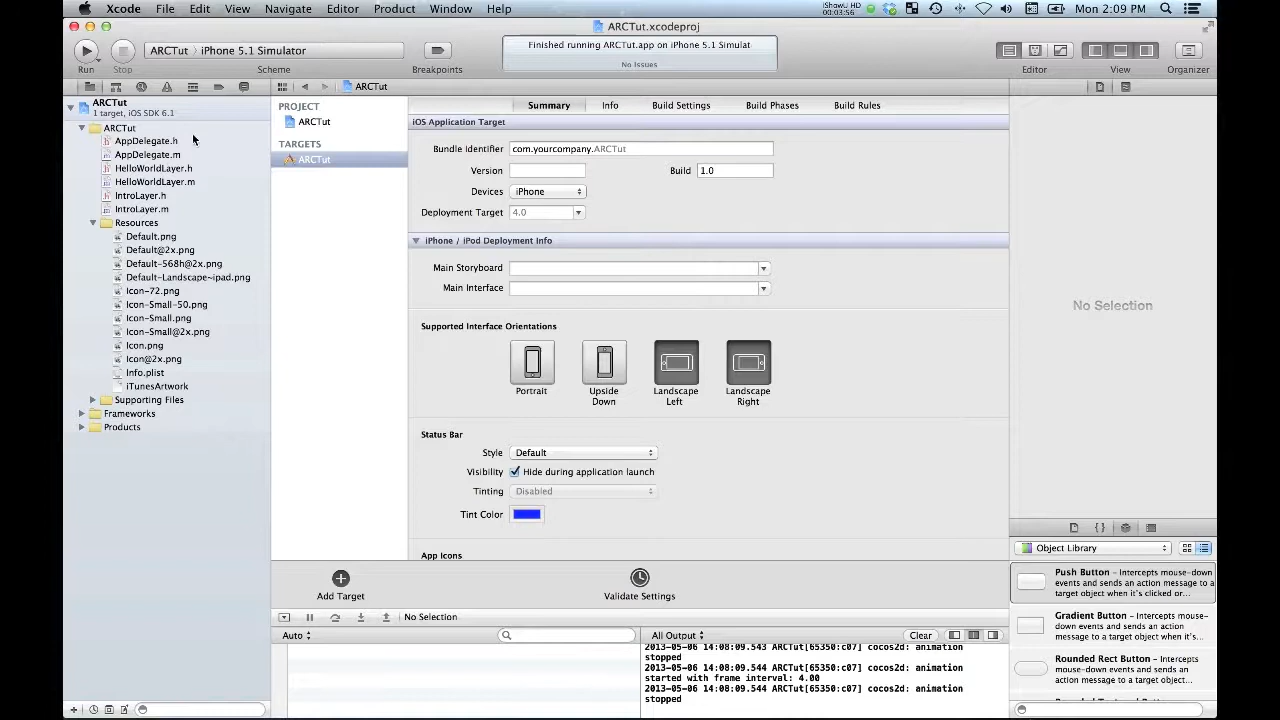 Xcode File Edit View Navigate Editor Product Window Help
iShowU HD
00:03:56
Mon 2:09 PM
ARCTut.xcodeproj
ARCTut iPhone 5.1 Simulator
Finished running ARCTut.app on iPhone 5.1 Simulat
No Issues
Run Stop Scheme Breakpoints Editor View Organizer
ARCTut
ARCTut
1 target, iOS SDK 6.1
ARCTut
AppDelegate.h
AppDelegate.m
HelloWorldLayer.h
HelloWorldLayer.m
IntroLayer.h
IntroLayer.m
Resources
Default.png
Default@2x.png
Default-568h@2x.png
Default-Landscape~ipad.png
Icon-72.png
Icon-Small-50.png
Icon-Small.png
Icon-Small@2x.png
Icon.png
Icon@2x.png
Info.plist
iTunesArtwork
Supporting Files
Frameworks
Products
PROJECT
ARCTut
TARGETS
ARCTut
Summary Info Build Settings Build Phases Build Rules
iOS Application Target
Bundle Identifier com.yourcompany.ARCTut
Version Build 1.0
Devices iPhone
Deployment Target 4.0
iPhone / iPod Deployment Info
Main Storyboard
Main Interface
Supported Interface Orientations
Portrait
Upside Down
Landscape Left
Landscape Right
Status Bar
Style Default
Visibility Hide during application launch
Tinting Disabled
Tint Color
App Icons
Add Target Validate Settings
No Selection
Auto
All Output Clear
2013-05-06 14:08:09.543 ARCTut[65350:c07] cocos2d: animation
stopped
2013-05-06 14:08:09.544 ARCTut[65350:c07] cocos2d: animation
started with frame interval: 4.00
2013-05-06 14:08:09.544 ARCTut[65350:c07] cocos2d: animation
stopped
No Selection
Object Library
Push Button - Intercepts mouse-down
events and sends an action message to a
target object when it's clicked or...
Gradient Button - Intercepts mouse-
down events and sends an action
message to a target object when it's...
Rounded Rect Button - Intercepts
mouse-down events and sends an
action message to a target object...